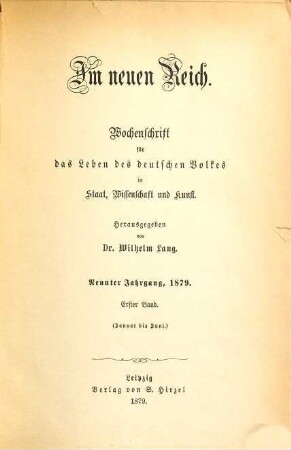 Im neuen Reich.
Wochenschrift
für
das Leben des deutschen Volkes
in
Staat, Wissenschaft und Kunst.
Herausgegeben
von
Dr. Wilhelm Lang.
Neunter Jahrgang, 1879.
Erster Band.
(Januar bis Juni.)
Leipzig
Verlag von S. Hirzel
1879.